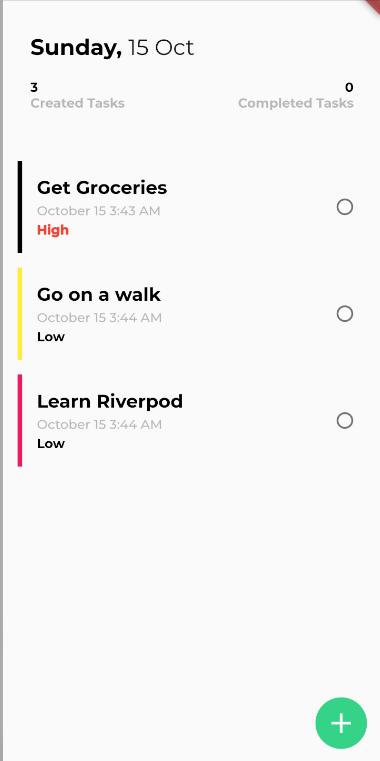 Sunday, 15 Oct
3 0
Created Tasks Completed Tasks
Get Groceries
October 15 3:43 AM
High
Go on a walk
October 15 3:44 AM
Low
Learn Riverpod
October 15 3:44 AM
Low